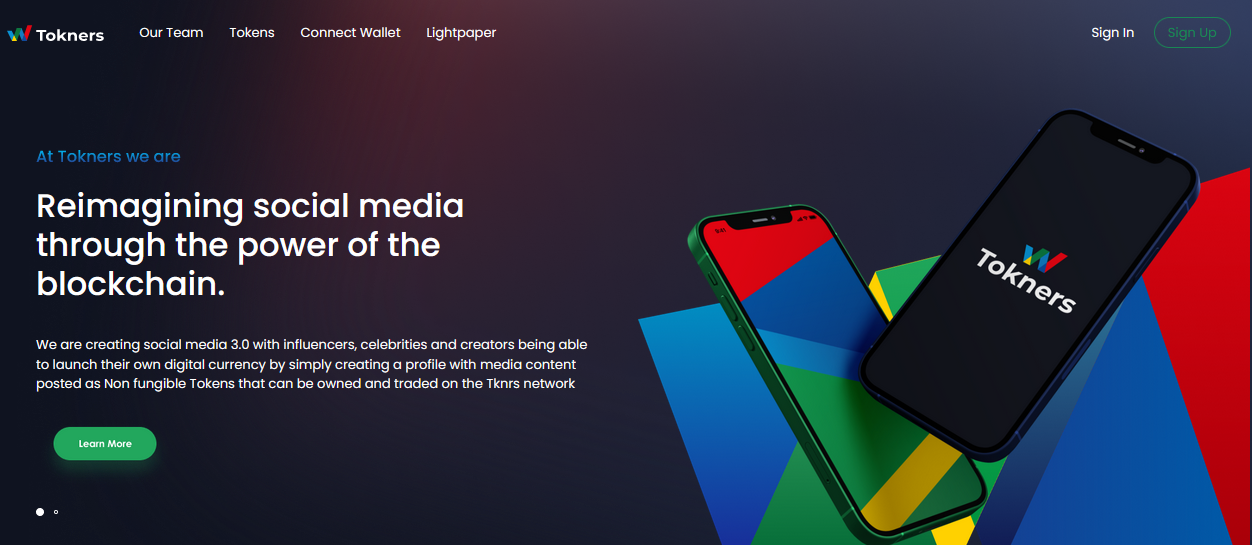 Tokners
Our Team
Tokens
Connect Wallet
Lightpaper
Sign In
Sign Up
At Tokners we are
Reimagining social media
through the power of the
blockchain.
We are creating social media 3.0 with influencers, celebrities and creators being able
to launch their own digital currency by simply creating a profile with media content
posted as Non fungible Tokens that can be owned and traded on the Tknrs network
Learn More
Tokners